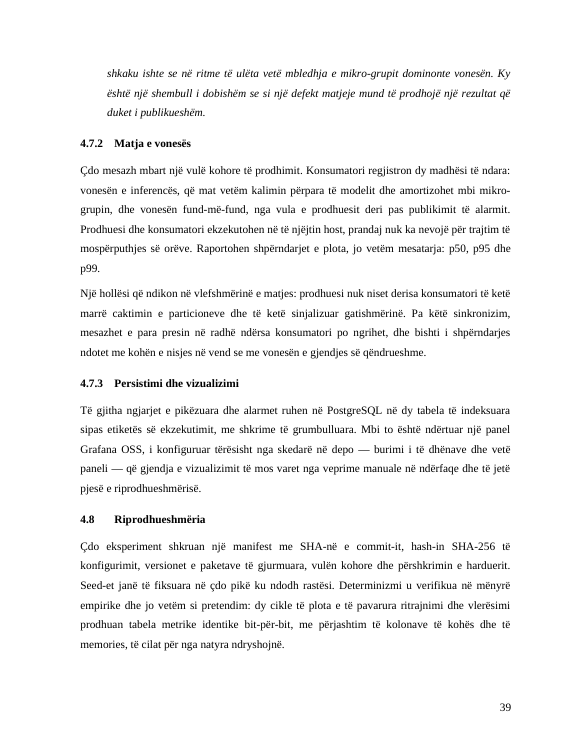 shkaku ishte se në ritme të ulëta vetë mbledhja e mikro-grupit dominonte vonesën. Ky
është një shembull i dobishëm se si një defekt matjeje mund të prodhojë një rezultat që
duket i publikueshëm.
4.7.2 Matja e vonesës
Çdo mesazh mbart një vulë kohore të prodhimit. Konsumatori regjistron dy madhësi të ndara:
vonesën e inferencës, që mat vetëm kalimin përpara të modelit dhe amortizohet mbi mikro-
grupin, dhe vonesën fund-më-fund, nga vula e prodhuesit deri pas publikimit të alarmit.
Prodhuesi dhe konsumatori ekzekutohen në të njëjtin host, prandaj nuk ka nevojë për trajtim të
mospërputhjes së orëve. Raportohen shpërndarjet e plota, jo vetëm mesatarja: p50, p95 dhe
p99.
Një hollësi që ndikon në vlefshmërinë e matjes: prodhuesi nuk niset derisa konsumatori të ketë
marrë caktimin e particioneve dhe të ketë sinjalizuar gatishmërinë. Pa këtë sinkronizim,
mesazhet e para presin në radhë ndërsa konsumatori po ngrihet, dhe bishti i shpërndarjes
ndotet me kohën e nisjes në vend se me vonesën e gjendjes së qëndrueshme.
4.7.3 Persistimi dhe vizualizimi
Të gjitha ngjarjet e pikëzuara dhe alarmet ruhen në PostgreSQL në dy tabela të indeksuara
sipas etiketës së ekzekutimit, me shkrime të grumbulluara. Mbi to është ndërtuar një panel
Grafana OSS, i konfiguruar tërësisht nga skedarë në depo — burimi i të dhënave dhe vetë
paneli — që gjendja e vizualizimit të mos varet nga veprime manuale në ndërfaqe dhe të jetë
pjesë e riprodhueshmërisë.
4.8 Riprodhueshmëria
Çdo eksperiment shkruan një manifest me SHA-në e commit-it, hash-in SHA-256 të
konfigurimit, versionet e paketave të gjurmuara, vulën kohore dhe përshkrimin e harduerit.
Seed-et janë të fiksuara në çdo pikë ku ndodh rastësi. Determinizmi u verifikua në mënyrë
empirike dhe jo vetëm si pretendim: dy cikle të plota e të pavarura ritrajnimi dhe vlerësimi
prodhuan tabela metrike identike bit-për-bit, me përjashtim të kolonave të kohës dhe të
memories, të cilat për nga natyra ndryshojnë.
39